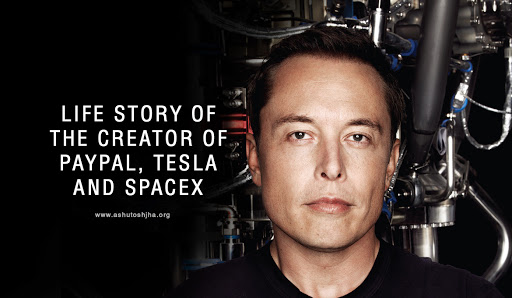 LIFE STORY OF
THE CREATOR OF
PAYPAL, TESLA
AND SPACEX
www.ashutoshjha.org